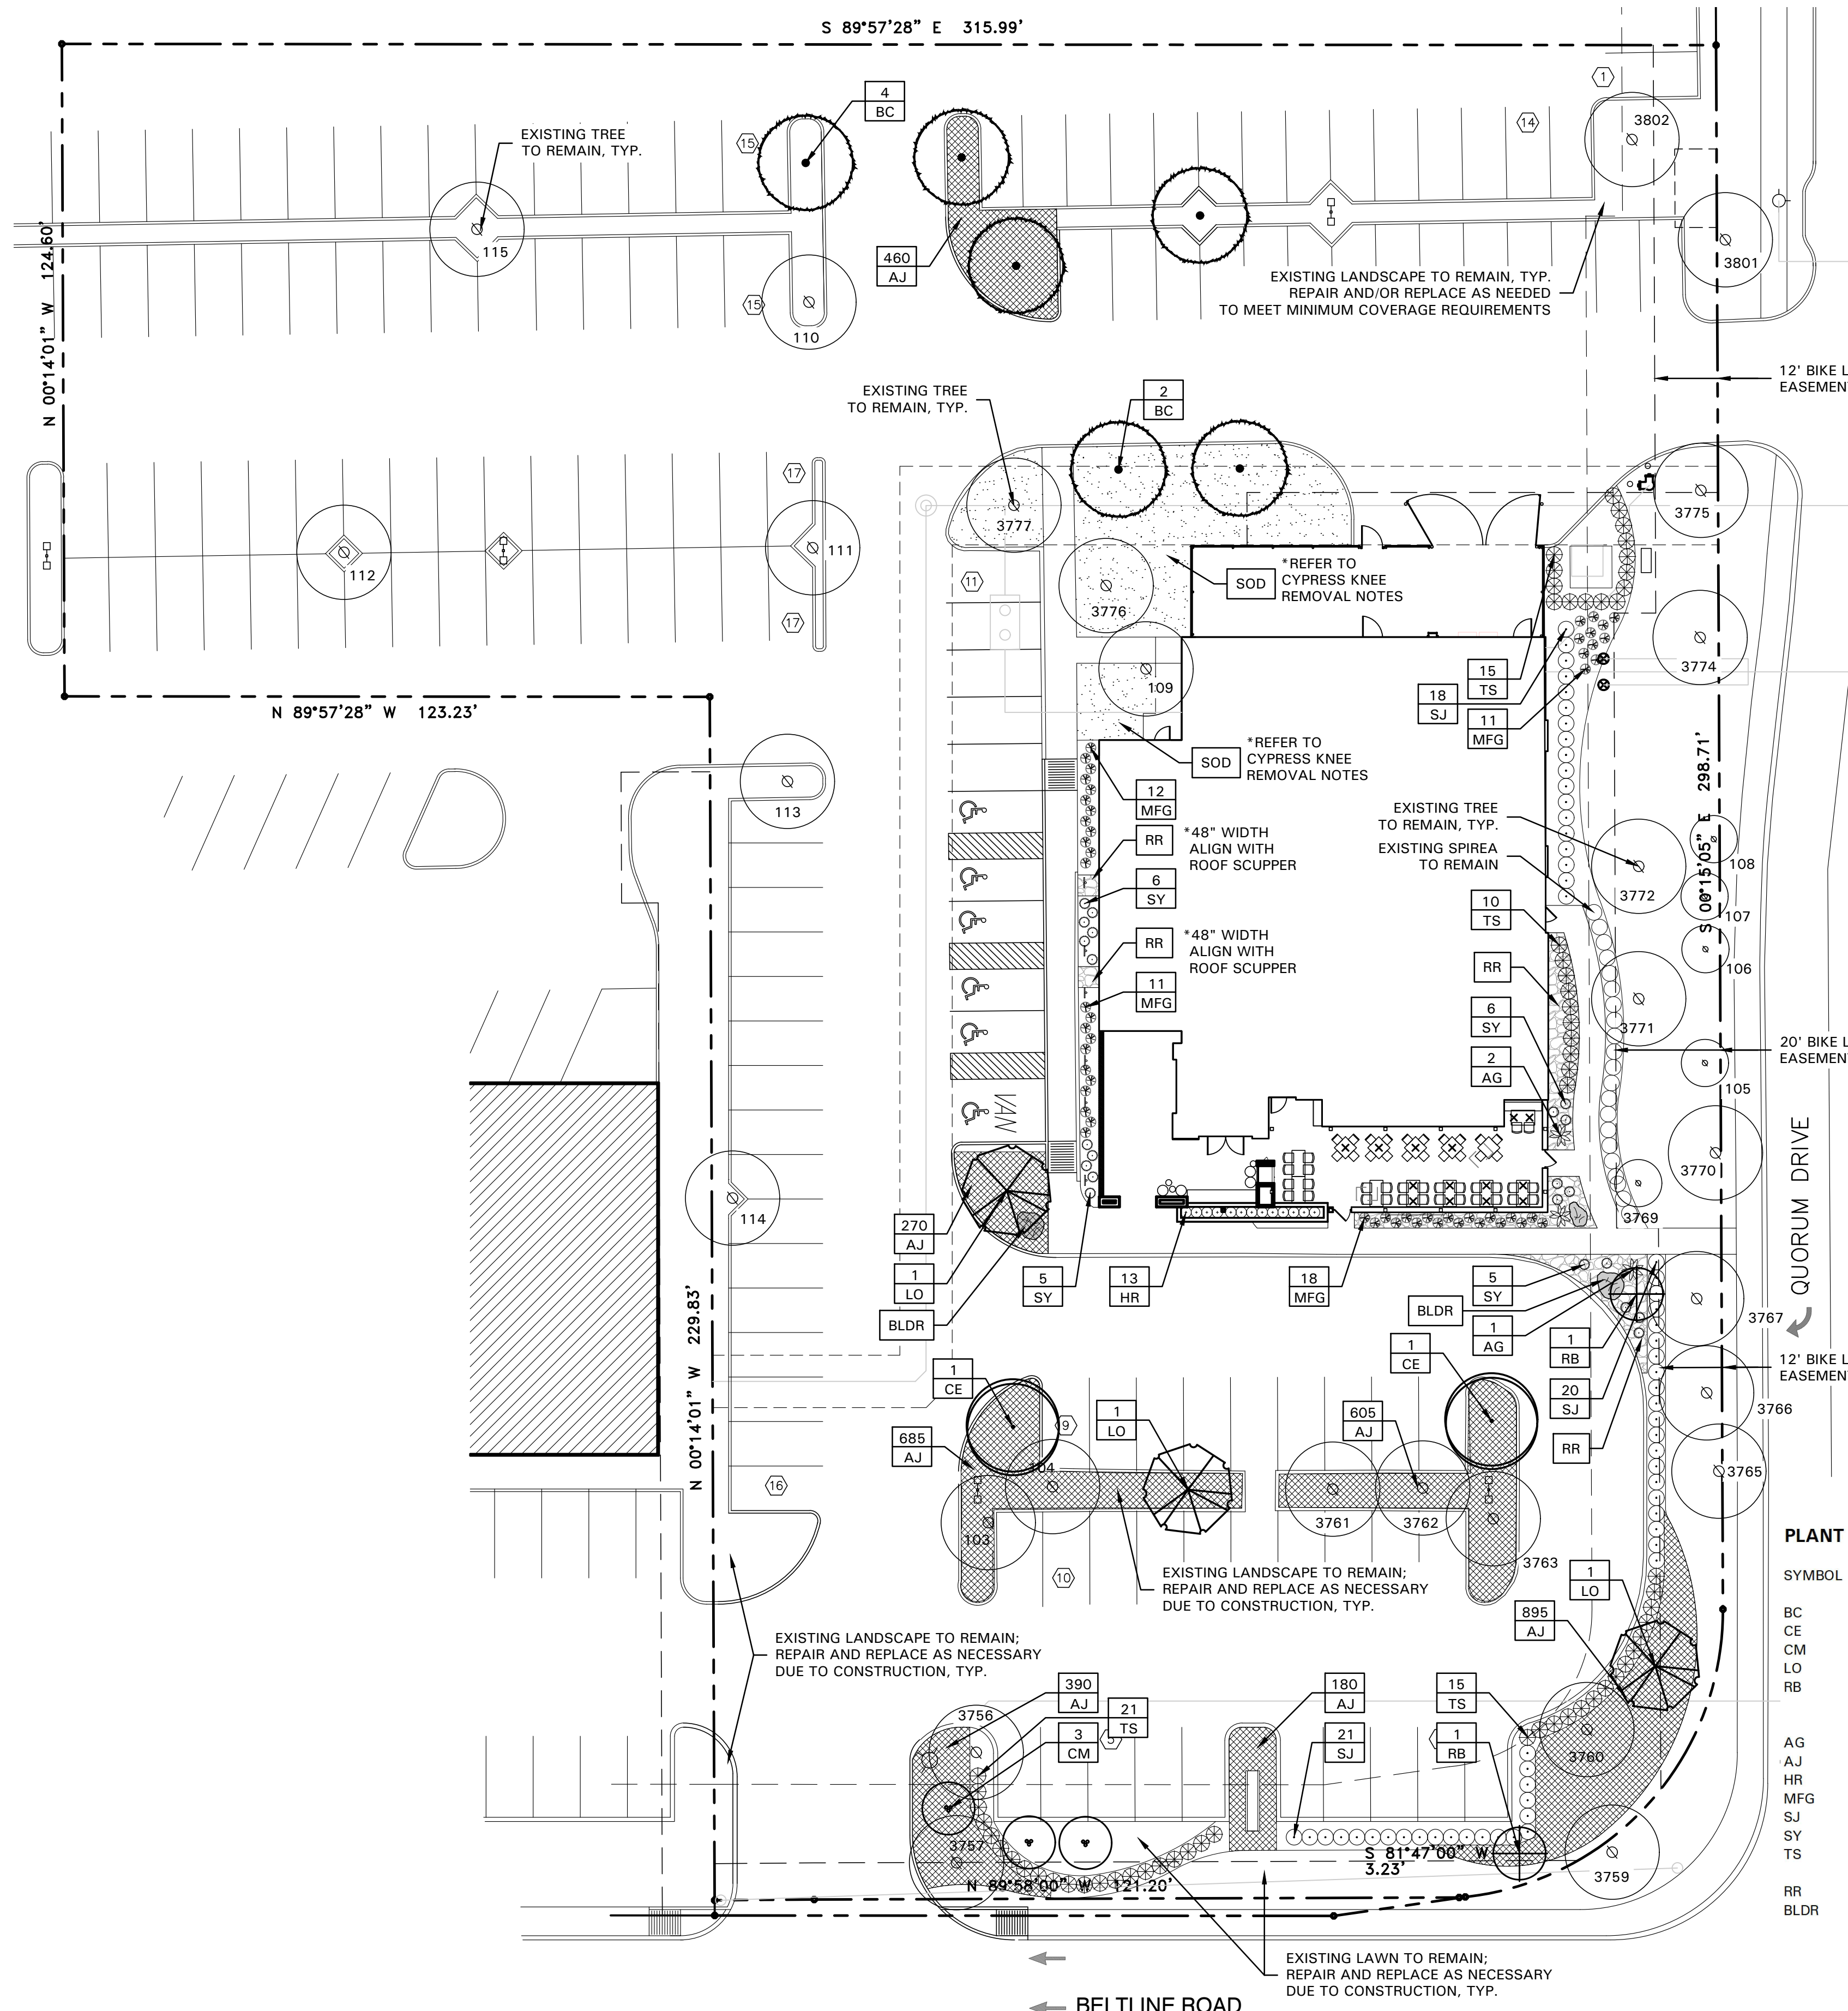 S 89°57'28" E 315.99'
1
4
BC
EXISTING TREE
TO REMAIN, TYP.
15
14
3802
115
460
AJ
3801
N 00°14'01" W 124.60'
15
110
EXISTING LANDSCAPE TO REMAIN, TYP.
REPAIR AND/OR REPLACE AS NEEDED
TO MEET MINIMUM COVERAGE REQUIREMENTS
12' BIKE L
EASEMEN
EXISTING TREE
TO REMAIN, TYP.
2
BC
17
3777
3775
112
111
11
SOD
*REFER TO
CYPRESS KNEE
REMOVAL NOTES
3776
17
109
15
TS
18
SJ
11
MFG
3774
N 89°57'28" W 123.23'
SOD
*REFER TO
CYPRESS KNEE
REMOVAL NOTES
S 00°15'05" E 298.71'
113
12
MFG
EXISTING TREE
TO REMAIN, TYP.
EXISTING SPIREA
TO REMAIN
RR
*48" WIDTH
ALIGN WITH
ROOF SCUPPER
108
3772
6
SY
107
10
TS
RR
*48" WIDTH
ALIGN WITH
ROOF SCUPPER
RR
106
11
MFG
6
SY
3771
2
AG
20' BIKE L
EASEMEN
105
VAN
3770
QUORUM DRIVE
114
3769
270
AJ
1
LO
BLDR
5
SY
13
HR
18
MFG
5
SY
BLDR
1
AG
1
RB
3767
N 00°14'01" W 229.83'
1
CE
1
CE
12' BIKE L
EASEMEN
20
SJ
3766
9
1
LO
605
AJ
685
AJ
RR
104
3765
16
3761
3762
103
3763
10
EXISTING LANDSCAPE TO REMAIN;
REPAIR AND REPLACE AS NECESSARY
DUE TO CONSTRUCTION, TYP.
1
LO
895
AJ
PLANT
SYMBOL
BC
CE
CM
LO
RB
AG
AJ
HR
MFG
SJ
SY
TS
RR
BLDR
EXISTING LANDSCAPE TO REMAIN;
REPAIR AND REPLACE AS NECESSARY
DUE TO CONSTRUCTION, TYP.
390
AJ
21
TS
3
CM
5
180
AJ
21
SJ
15
TS
1
RB
3756
3760
3757
S 81°47'00" W
3.23'
3759
N 89°58'00" W 121.20'
EXISTING LAWN TO REMAIN;
REPAIR AND REPLACE AS NECESSARY
DUE TO CONSTRUCTION, TYP.
BELTLINE ROAD